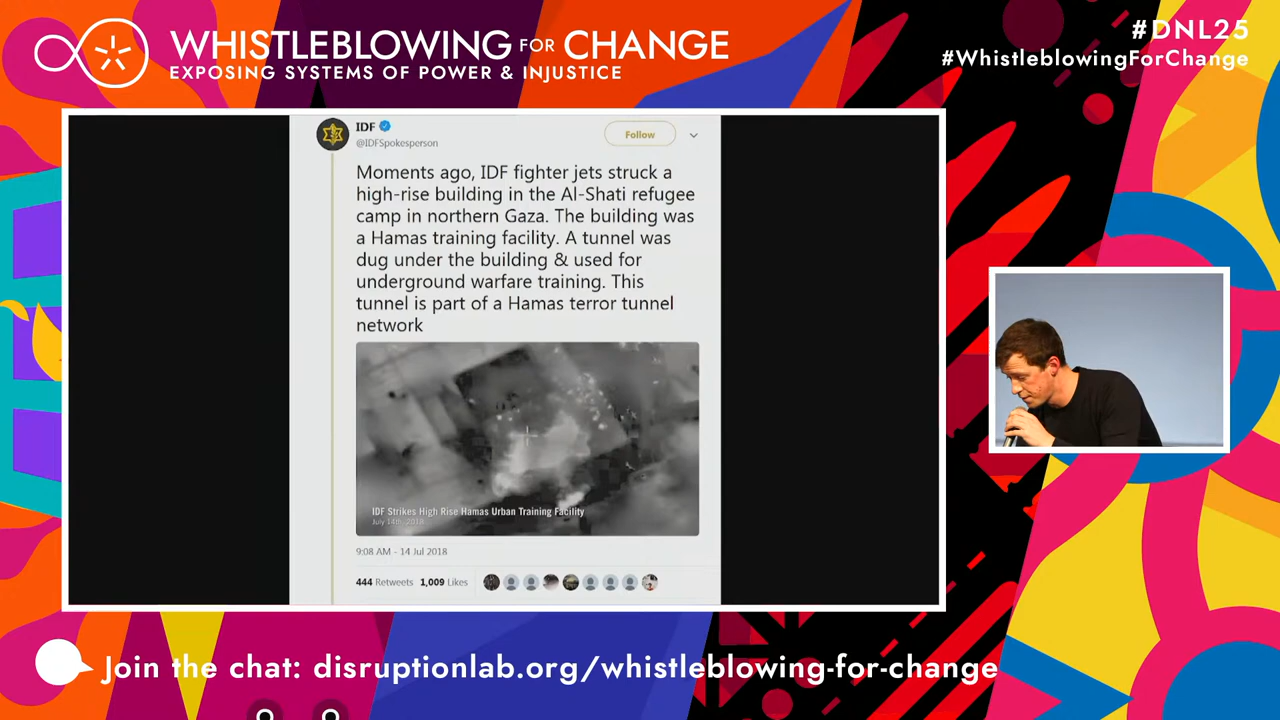 WHISTLEBLOWING FOR CHANGE
EXPOSING SYSTEMS OF POWER & INJUSTICE
#DNL25
#WhistleblowingForChange
IDF
@IDFSpokesperson
Follow
Moments ago, IDF fighter jets struck a
high-rise building in the Al-Shati refugee
camp in northern Gaza. The building was
a Hamas training facility. A tunnel was
dug under the building & used for
underground warfare training. This
tunnel is part of a Hamas terror tunnel
network
IDF Strikes High Rise Hamas Urban Training Facility
July 14th, 2018
9:08 AM - 14 Jul 2018
444 Retweets 1,009 Likes
Join the chat: disruptionlab.org/whistleblowing-for-change